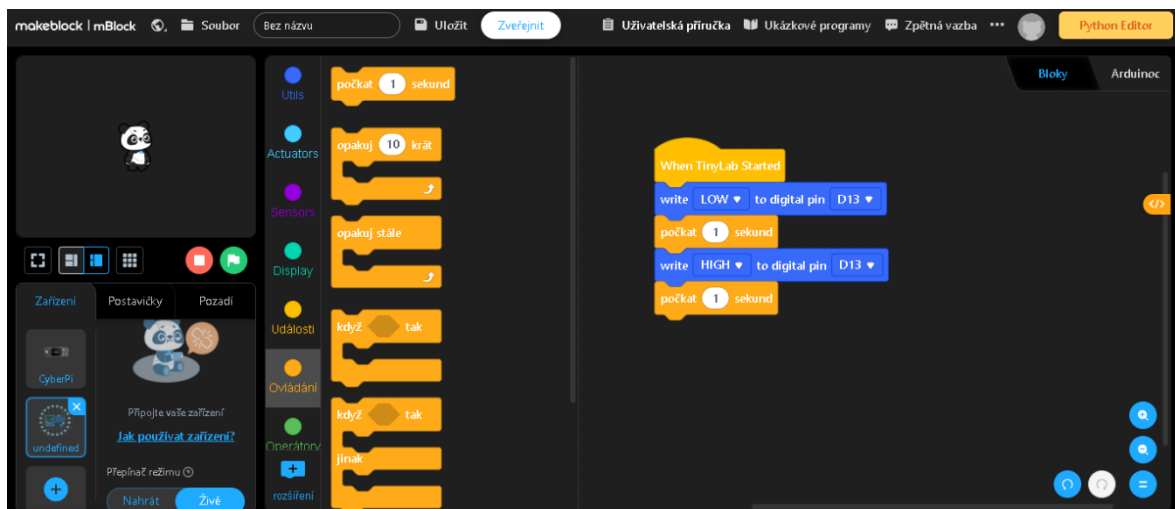 makeblock | mBlock Soubor Bez názvu Uložit Zveřejnit Uživatelská příručka Ukázkové programy Zpětná vazba ••• Python Editor
Zařízení Postavičky Pozadí
CyberPi
undefined
Připojte vaše zařízení
Jak používat zařízení?
Přepínač režimu
Nahrát Živě
Utils
Actuators
Sensors
Display
Události
Ovládání
Operátory
rozšíření
počkat 1 sekund
opakuj 10 krát
opakuj stále
když tak
když tak
jinak
Bloky Arduinoc
When TinyLab Started
write LOW to digital pin D13
počkat 1 sekund
write HIGH to digital pin D13
počkat 1 sekund
</>